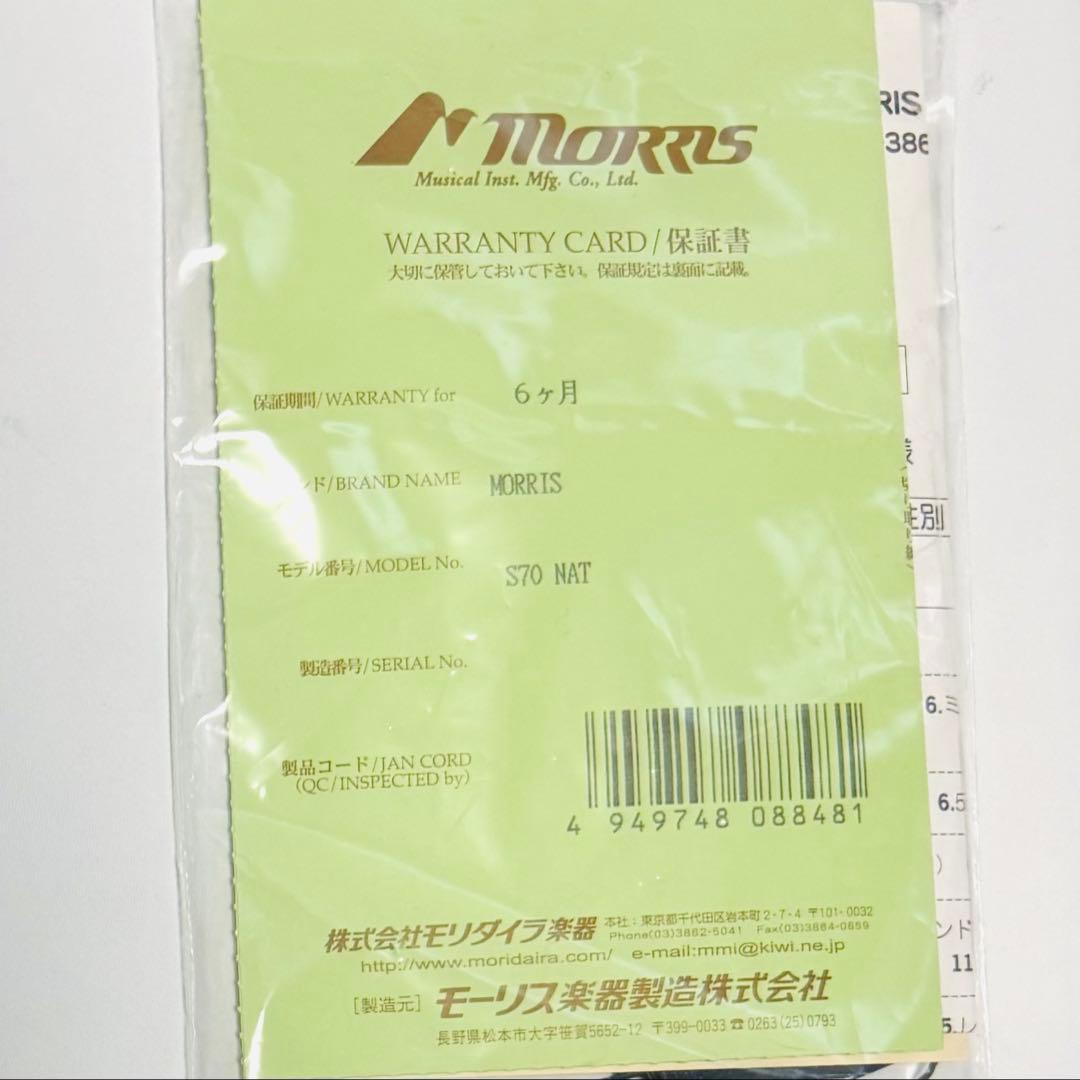 MORRIS
Musical Inst. Mfg. Co., Ltd.
WARRANTY CARD/保証書
大切に保管しておいて下さい。保証規定は裏面に記載。
保証期間/WARRANTY for 6ヶ月
ンド/BRAND NAME MORRIS
モデル番号/MODEL No. S70 NAT
製造番号/SERIAL No.
製品コード/JAN CORD
(QC/INSPECTED by)
4 949748 088481
株式会社モリダイラ楽器 本社:東京都千代田区岩本町2-7-4 〒101-0032
Phone(03)3862-5041 Fax(03)3864-0859
http://www.moridaira.com/ e-mail:mmi@kiwi.ne.jp
[製造元] モーリス楽器製造株式会社
長野県松本市大字笹賀5652-12 〒399-0033 ☎0263(25)0793
RIS
386
様
性別
6.ミ
6.5
)
ンド
11
5.レ